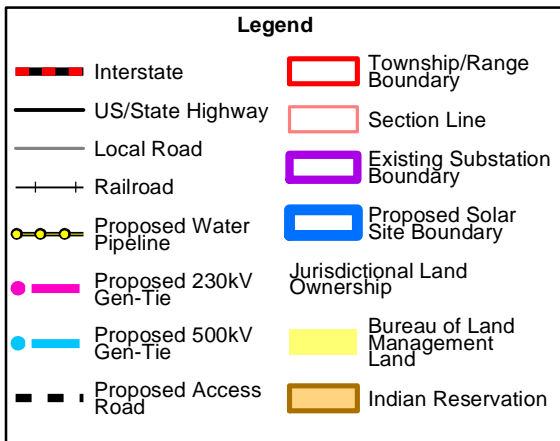 Legend
Interstate
US/State Highway
Local Road
Railroad
Proposed Water
Pipeline
Proposed 230kV
Gen-Tie
Proposed 500kV
Gen-Tie
Proposed Access
Road
Township/Range
Boundary
Section Line
Existing Substation
Boundary
Proposed Solar
Site Boundary
Jurisdictional Land
Ownership
Bureau of Land
Management
Land
Indian Reservation